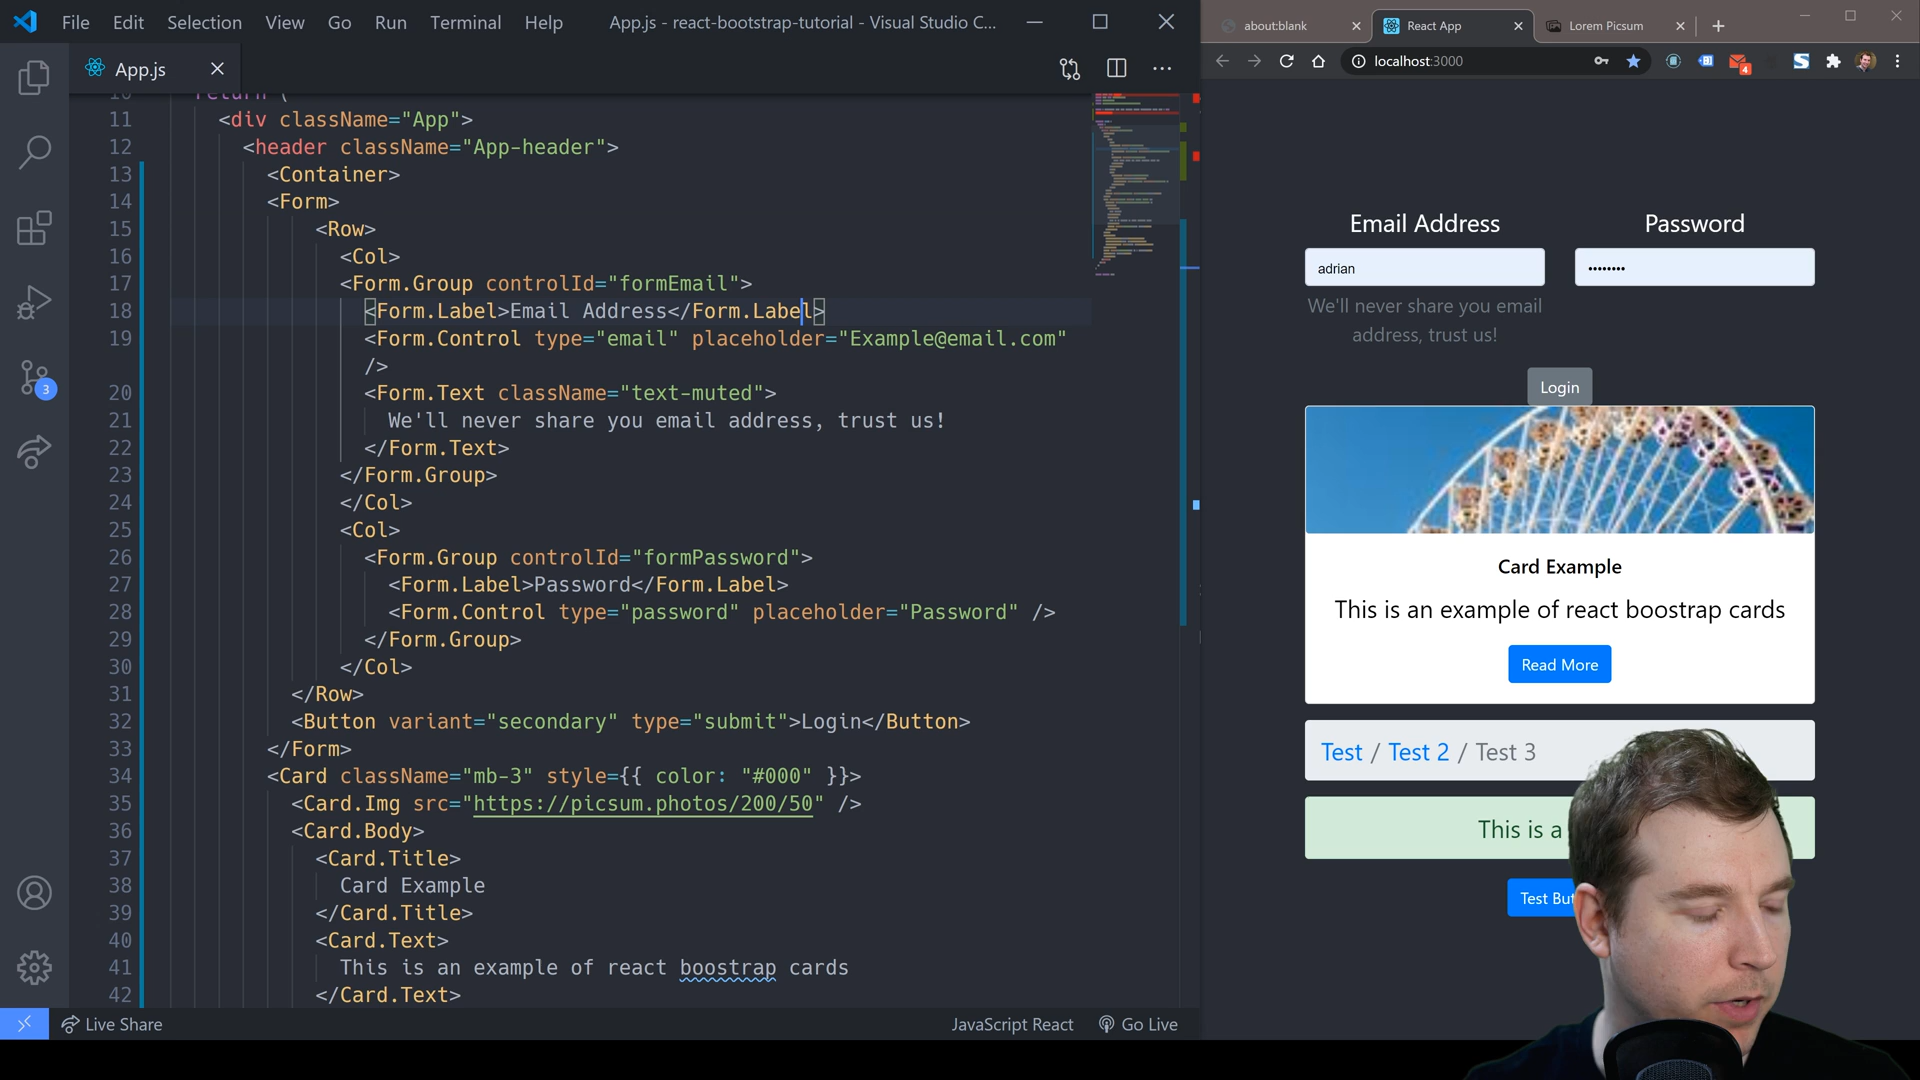 File Edit Selection View Go Run Terminal Help App.js - react-bootstrap-tutorial - Visual Studio C...
App.js
10 return (
11 <div className="App">
12 <header className="App-header">
13 <Container>
14 <Form>
15 <Row>
16 <Col>
17 <Form.Group controlId="formEmail">
18 <Form.Label>Email Address</Form.Label>
19 <Form.Control type="email" placeholder="Example@email.com"
/>
20 <Form.Text className="text-muted">
21 We'll never share you email address, trust us!
22 </Form.Text>
23 </Form.Group>
24 </Col>
25 <Col>
26 <Form.Group controlId="formPassword">
27 <Form.Label>Password</Form.Label>
28 <Form.Control type="password" placeholder="Password" />
29 </Form.Group>
30 </Col>
31 </Row>
32 <Button variant="secondary" type="submit">Login</Button>
33 </Form>
34 <Card className="mb-3" style={{ color: "#000" }}>
35 <Card.Img src="https://picsum.photos/200/50" />
36 <Card.Body>
37 <Card.Title>
38 Card Example
39 </Card.Title>
40 <Card.Text>
41 This is an example of react boostrap cards
42 </Card.Text>
3
Live Share JavaScript React Go Live
about:blank React App Lorem Picsum
localhost:3000
4
Email Address Password
adrian ••••••••
We'll never share you email
address, trust us!
Login
Card Example
This is an example of react boostrap cards
Read More
Test / Test 2 / Test 3
This is a
Test But